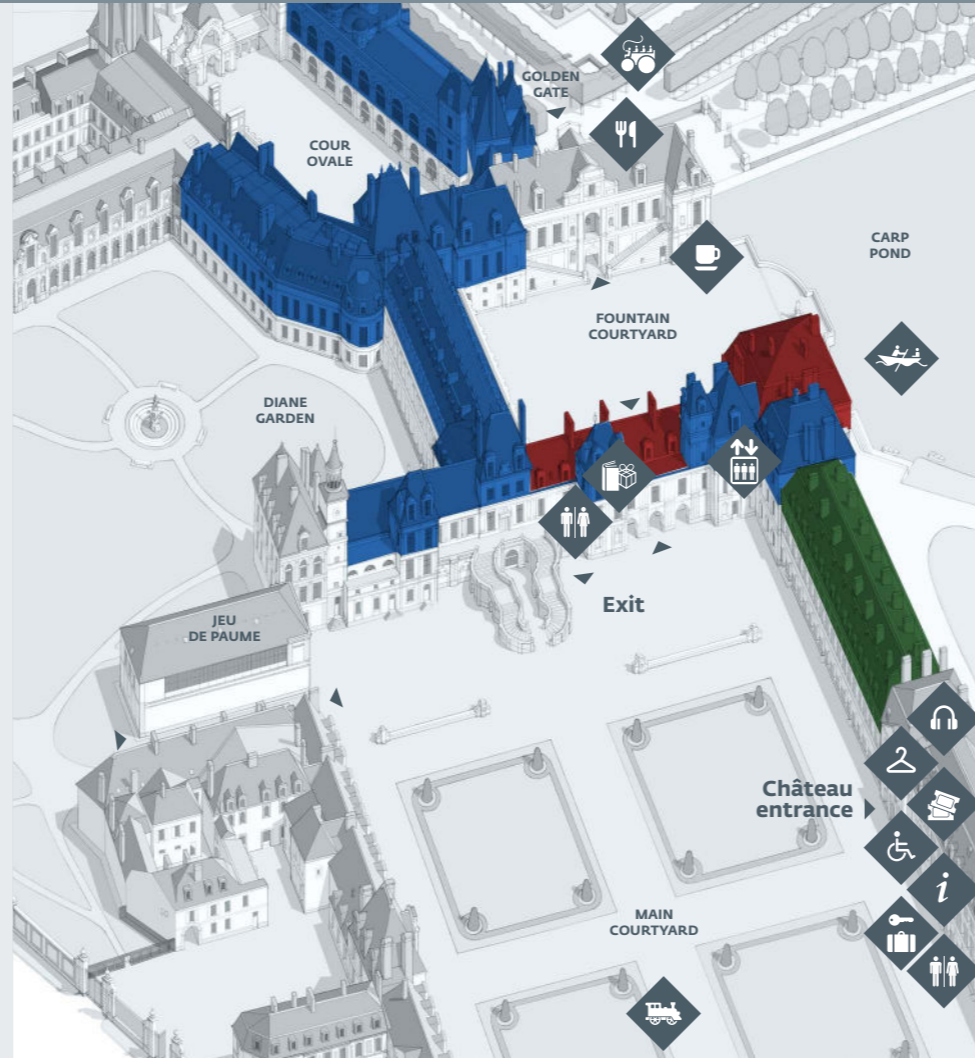 GOLDEN
GATE
COUR
OVALE
CARP
POND
FOUNTAIN
COURTYARD
DIANE
GARDEN
JEU
DE PAUME
Exit
Château
entrance
i
MAIN
COURTYARD